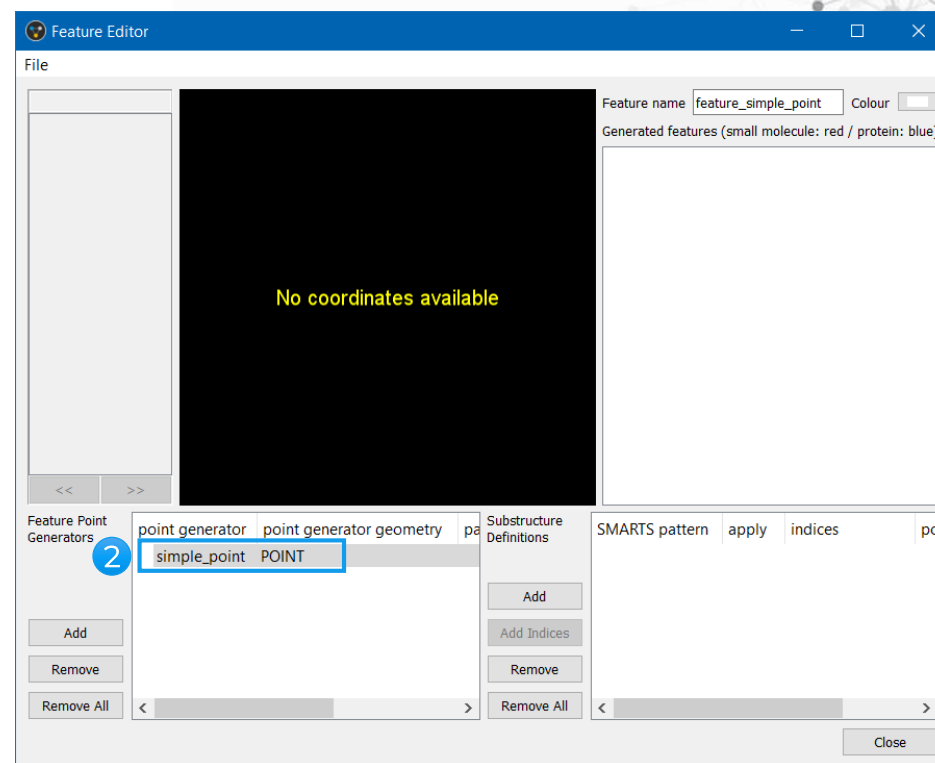 Feature Editor
File
Feature name feature_simple_point Colour
Generated features (small molecule: red / protein: blue)
No coordinates available
<< >>
Feature Point
Generators
2
point generator point generator geometry pa
simple_point POINT
Add
Remove
Remove All
Substructure
Definitions
SMARTS pattern apply indices po
Add
Add Indices
Remove
Remove All
Close